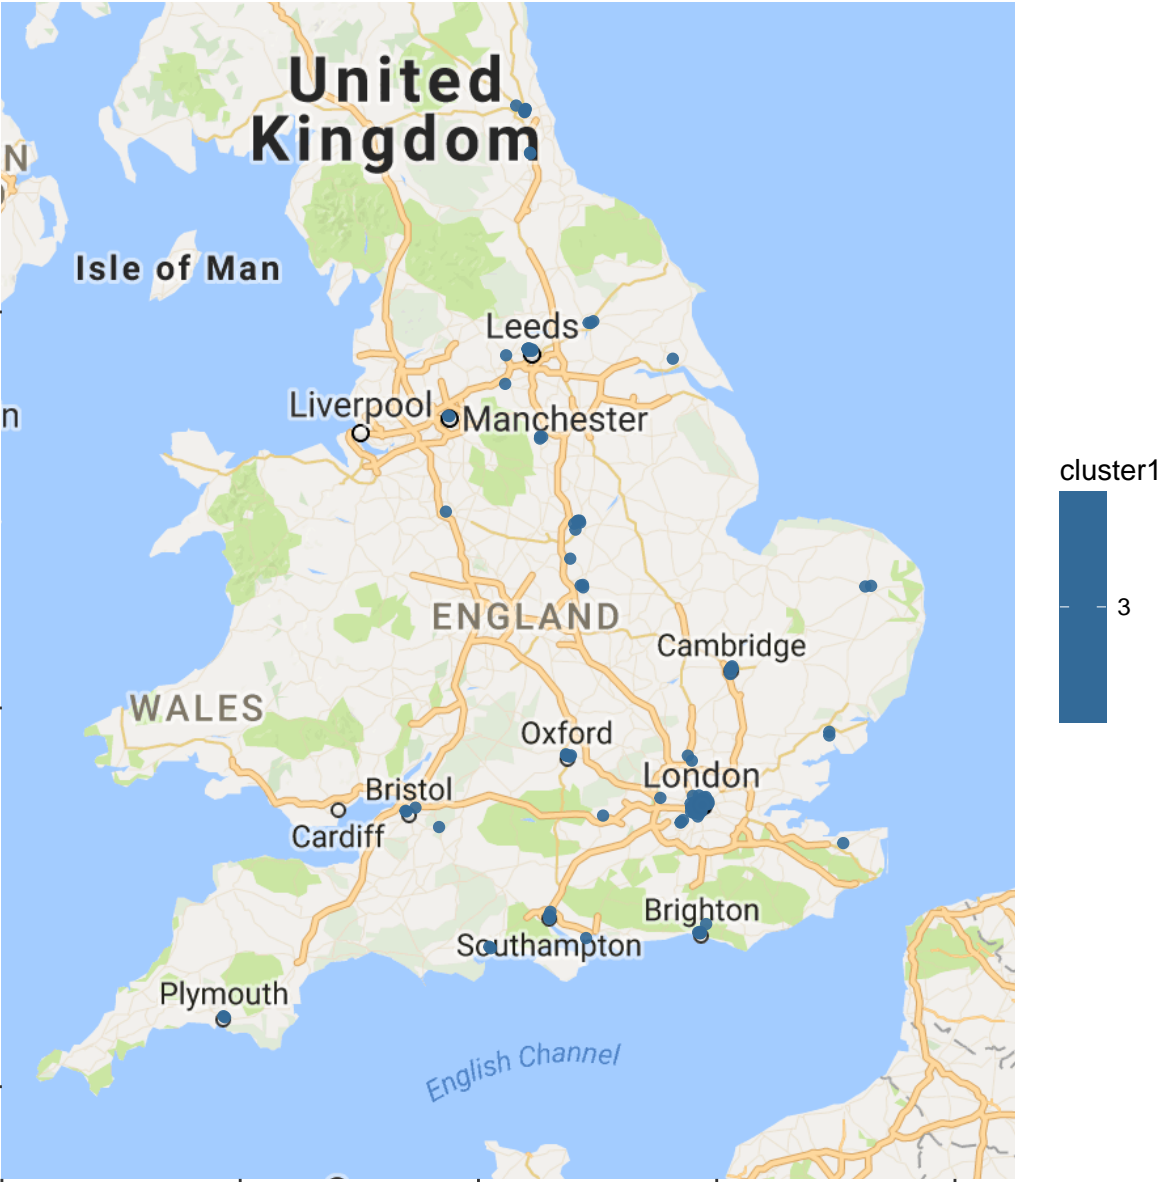 United
Kingdom
N
Isle of Man
Leeds
Liverpool
Manchester
n
cluster1
3
ENGLAND
Cambridge
WALES
Oxford
London
Bristol
Cardiff
Brighton
Southampton
Plymouth
English Channel